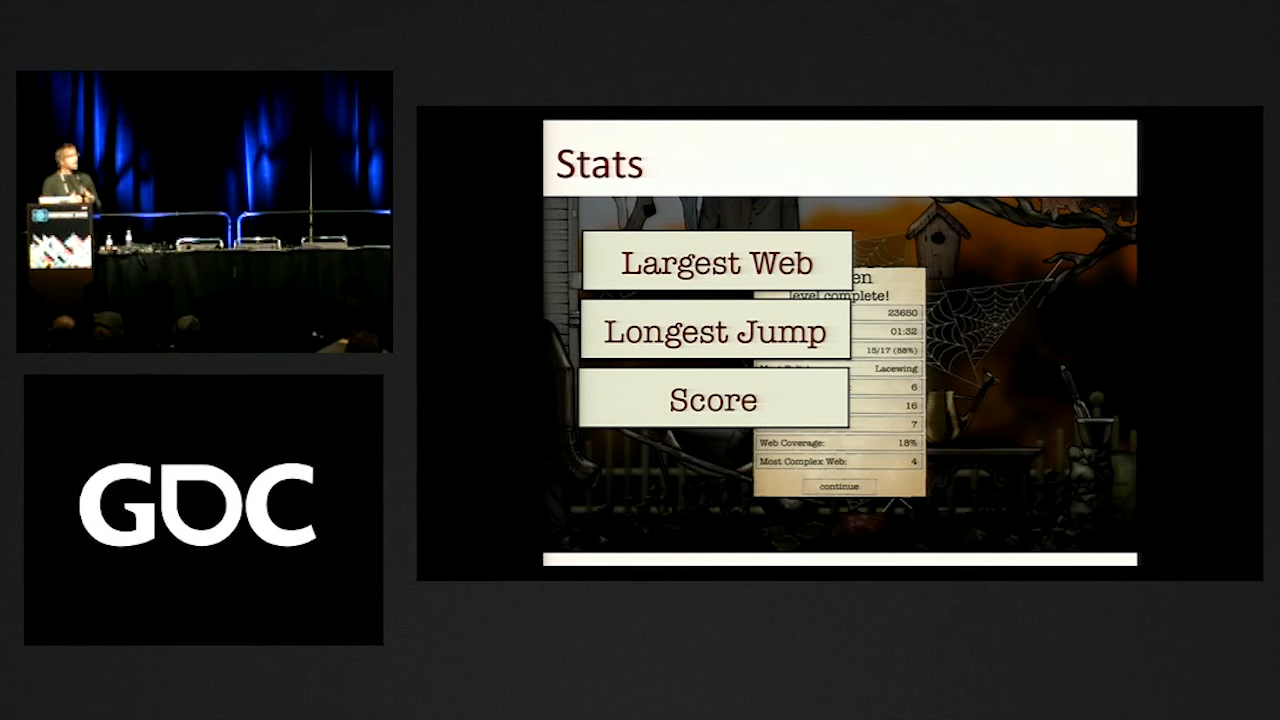 Stats
Largest Web
Longest Jump
Score
en
level complete!
23650
01:32
15/17 (88%)
Lacewing
6
16
7
Web Coverage: 18%
Most Complex Web: 4
continue
GDC